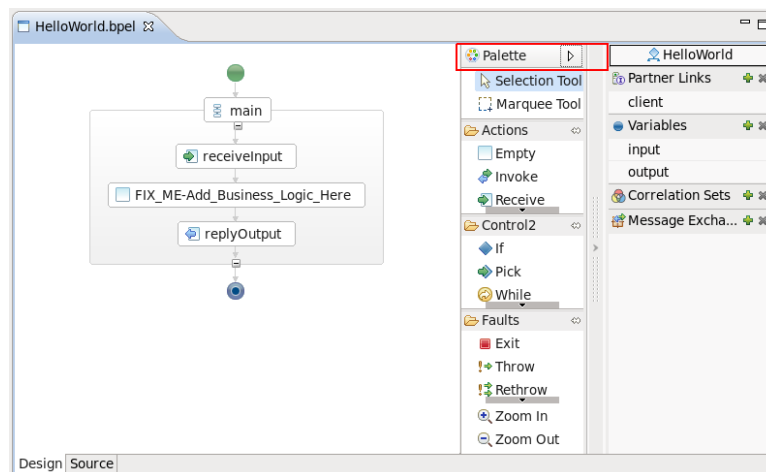 HelloWorld.bpel
main
receiveInput
FIX_ME-Add_Business_Logic_Here
replyOutput
Palette
Selection Tool
Marquee Tool
Actions
Empty
Invoke
Receive
Control2
If
Pick
While
Faults
Exit
Throw
Rethrow
Zoom In
Zoom Out
HelloWorld
Partner Links
client
Variables
input
output
Correlation Sets
Message Excha...
Design Source